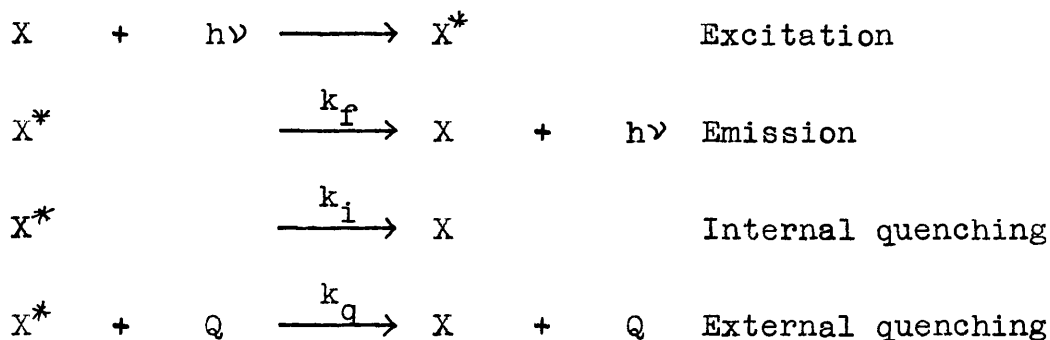 X + hν ⟶ X* Excitation
k_f
X* ⟶ X + hν Emission
k_i
X* ⟶ X Internal quenching
k_q
X* + Q ⟶ X + Q External quenching